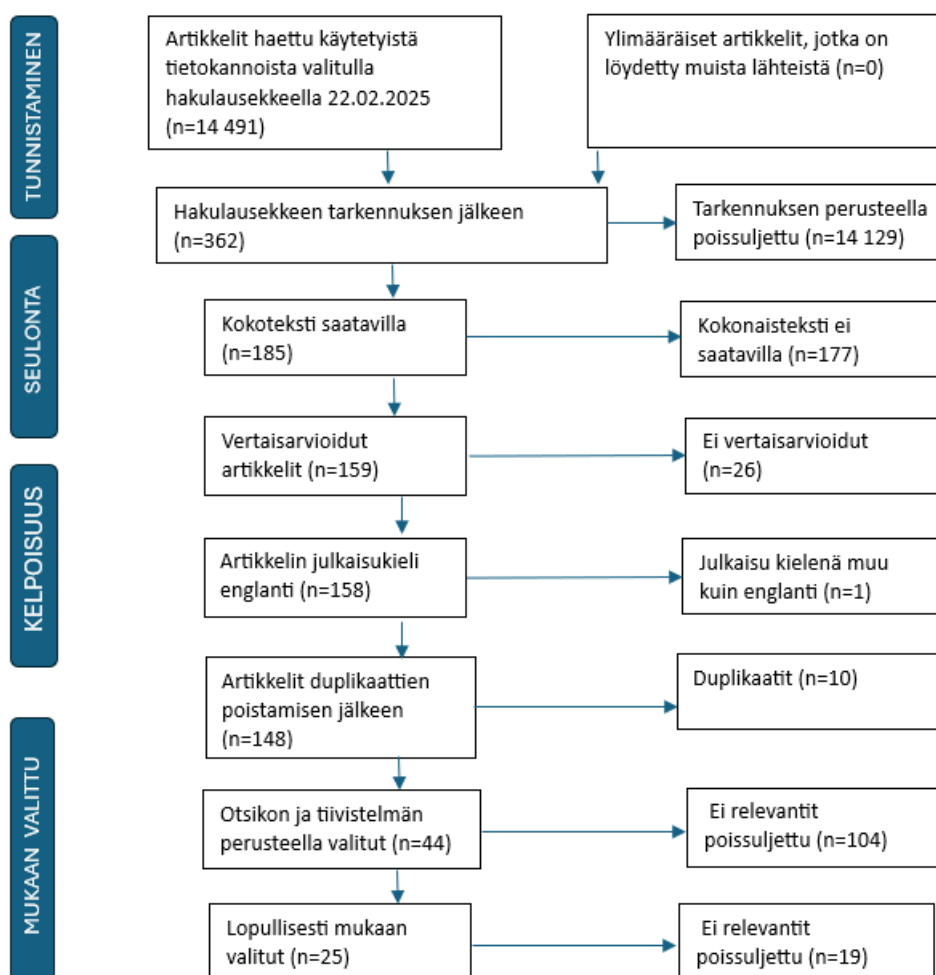 TUNNISTAMINEN
Artikkelit haettu käytetyistä
tietokannoista valitulla
hakulausekkeella 22.02.2025
(n=14 491)
Ylimääräiset artikkelit, jotka on
löydetty muista lähteistä (n=0)
Hakulausekkeen tarkennuksen jälkeen
(n=362)
Tarkennuksen perusteella
poissuljettu (n=14 129)
SEULONTA
Kokoteksti saatavilla
(n=185)
Kokonaisteksti ei
saatavilla (n=177)
Vertaisarvioidut
artikkelit (n=159)
Ei vertaisarvioidut
(n=26)
KELPOISUUS
Artikkelin julkaisukieli
englanti (n=158)
Julkaisu kielenä muu
kuin englanti (n=1)
Artikkelit duplikaattien
poistamisen jälkeen
(n=148)
Duplikaatit (n=10)
MUKAAN VALITTU
Otsikon ja tiivistelmän
perusteella valitut (n=44)
Ei relevantit
poissuljettu (n=104)
Lopullisesti mukaan
valitut (n=25)
Ei relevantit
poissuljettu (n=19)